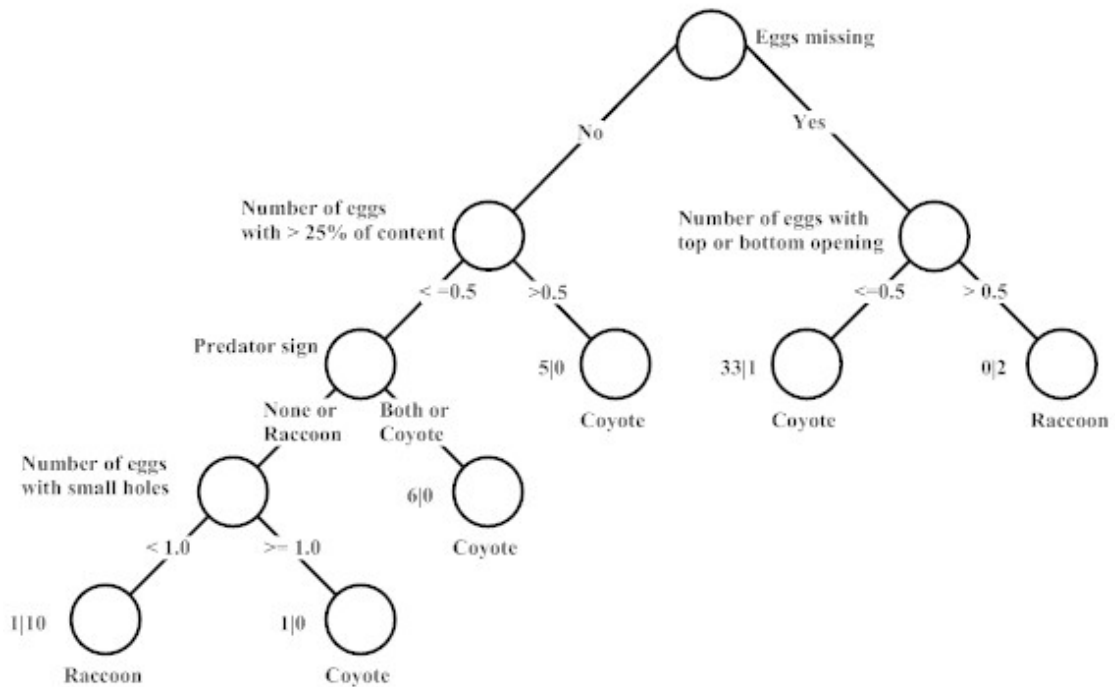 Eggs missing
No
Yes
Number of eggs
with > 25% of content
Number of eggs with
top or bottom opening
< =0.5
>0.5
<=0.5
> 0.5
Predator sign
5|0
33|1
0|2
None or
Raccoon
Both or
Coyote
Coyote
Coyote
Raccoon
Number of eggs
with small holes
6|0
< 1.0
>= 1.0
Coyote
1|10
1|0
Raccoon
Coyote